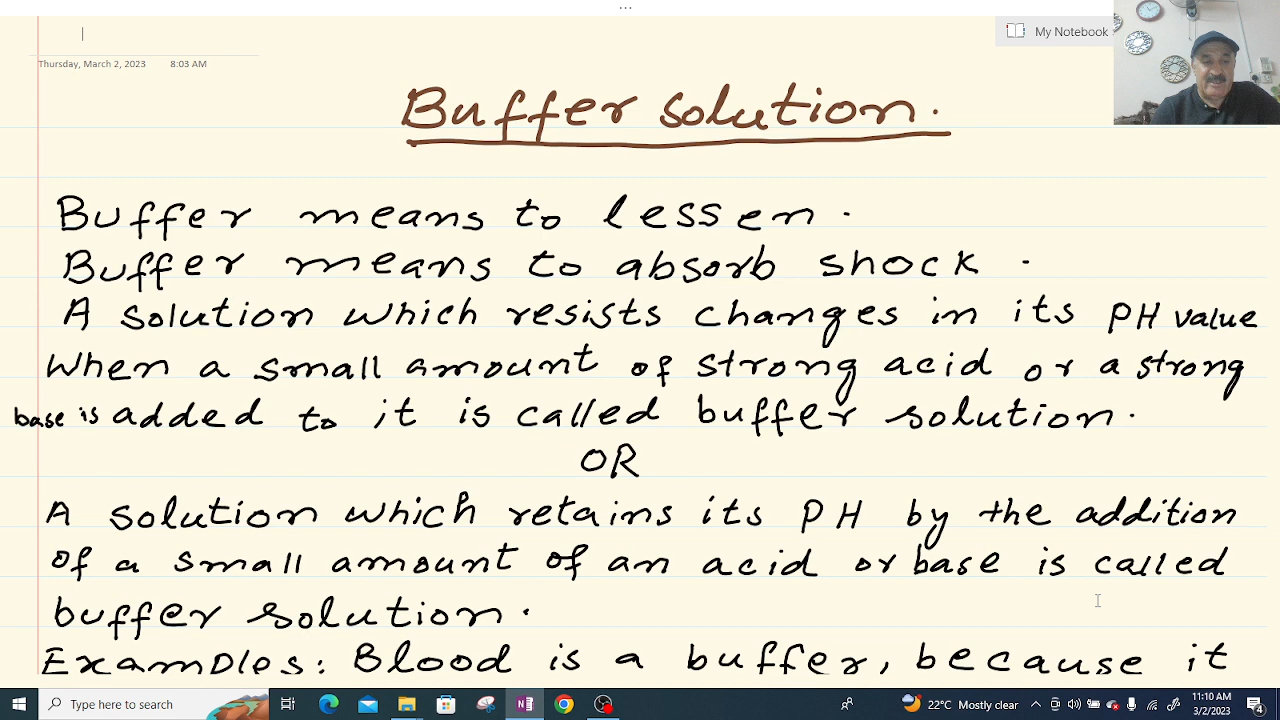 My Notebook
Thursday, March 2, 2023 8:03 AM
Buffer solution.
Buffer means to lessen.
Buffer means to absorb shock.
A solution which resists changes in its PH value
when a small amount of strong acid or a strong
base is added to it is called buffer solution.
OR
A solution which retains its PH by the addition
of a small amount of an acid or base is called
buffer solution.
Examples: Blood is a buffer, because it
Type here to search
22°C Mostly clear
11:10 AM
3/2/2023
4